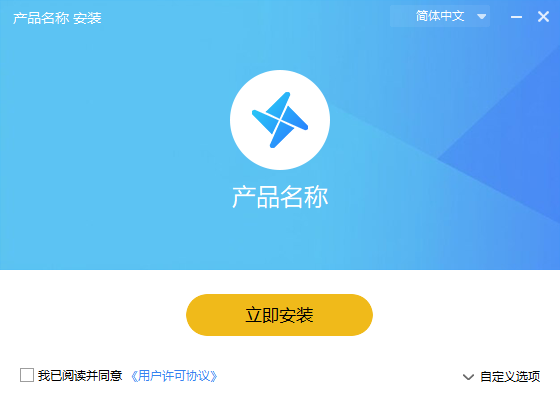 产品名称 安装
简体中文
产品名称
立即安装
我已阅读并同意 《用户许可协议》
自定义选项